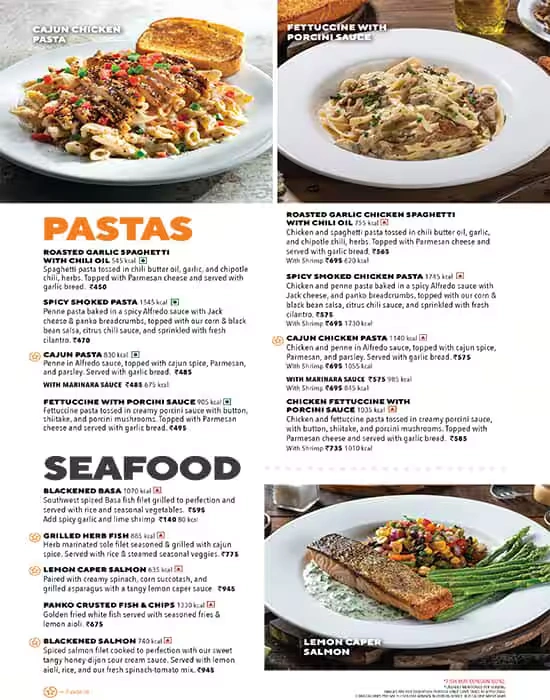 CAJUN CHICKEN
PASTA
FETTUCCINE WITH
PORCINI SAUCE
PASTAS
ROASTED GARLIC SPAGHETTI
WITH CHILI OIL 545 kcal
Spaghetti pasta tossed in chili butter oil, garlic, and chipotle
chili, herbs. Topped with Parmesan cheese and served with
garlic bread. ₹450
SPICY SMOKED PASTA 1545 kcal
Penne pasta baked in a spicy Alfredo sauce with Jack
cheese & panko breadcrumbs, topped with our corn & black
bean salsa, citrus chili sauce, and sprinkled with fresh
cilantro. ₹470
CAJUN PASTA 830 kcal
Penne in Alfredo sauce, topped with cajun spice, Parmesan,
and parsley. Served with garlic bread. ₹485
WITH MARINARA SAUCE ₹485 675 kcal
FETTUCCINE WITH PORCINI SAUCE 905 kcal
Fettuccine pasta tossed in creamy porcini sauce with button,
shiitake, and porcini mushrooms. Topped with Parmesan
cheese and served with garlic bread. ₹495
ROASTED GARLIC CHICKEN SPAGHETTI
WITH CHILI OIL 755 kcal
Chicken and spaghetti pasta tossed in chili butter oil, garlic,
and chipotle chili, herbs. Topped with Parmesan cheese and
served with garlic bread. ₹565
With Shrimp ₹695 620 kcal
SPICY SMOKED CHICKEN PASTA 1745 kcal
Chicken and penne pasta baked in a spicy Alfredo sauce with
Jack cheese, and panko breadcrumbs, topped with our corn &
black bean salsa, citrus chili sauce, and sprinkled with fresh
cilantro. ₹575
With Shrimp ₹695 1730 kcal
CAJUN CHICKEN PASTA 1140 kcal
Chicken and penne in Alfredo sauce, topped with cajun spice,
Parmesan, and parsley. Served with garlic bread. ₹575
With Shrimp ₹695 1055 kcal
WITH MARINARA SAUCE ₹575 985 kcal
With Shrimp ₹695 845 kcal
CHICKEN FETTUCCINE WITH
PORCINI SAUCE 1035 kcal
Chicken and fettuccine pasta tossed in creamy porcini sauce,
with button, shiitake, and porcini mushrooms. Topped with
Parmesan cheese and served with garlic bread. ₹585
With Shrimp ₹735 1010 kcal
SEAFOOD
BLACKENED BASA 1070 kcal
Southwest spiced Basa fish filet grilled to perfection and
served with rice and seasonal vegetables. ₹595
Add spicy garlic and lime shrimp ₹140 80 kcal
GRILLED HERB FISH 885 kcal
Herb marinated sole filet seasoned & grilled with cajun
spice. Served with rice & steamed seasonal veggies. ₹775
LEMON CAPER SALMON 635 kcal
Paired with creamy spinach, corn succotash, and
grilled asparagus with a tangy lemon caper sauce ₹945
PANKO CRUSTED FISH & CHIPS 1330 kcal
Golden fried white fish served with seasoned fries &
lemon aioli. ₹675
BLACKENED SALMON 740 kcal
Spiced salmon filet cooked to perfection with our sweet
tangy honey dijon sour cream sauce. Served with lemon
aioli, rice, and our fresh spinach-tomato mix. ₹945
LEMON CAPER
SALMON